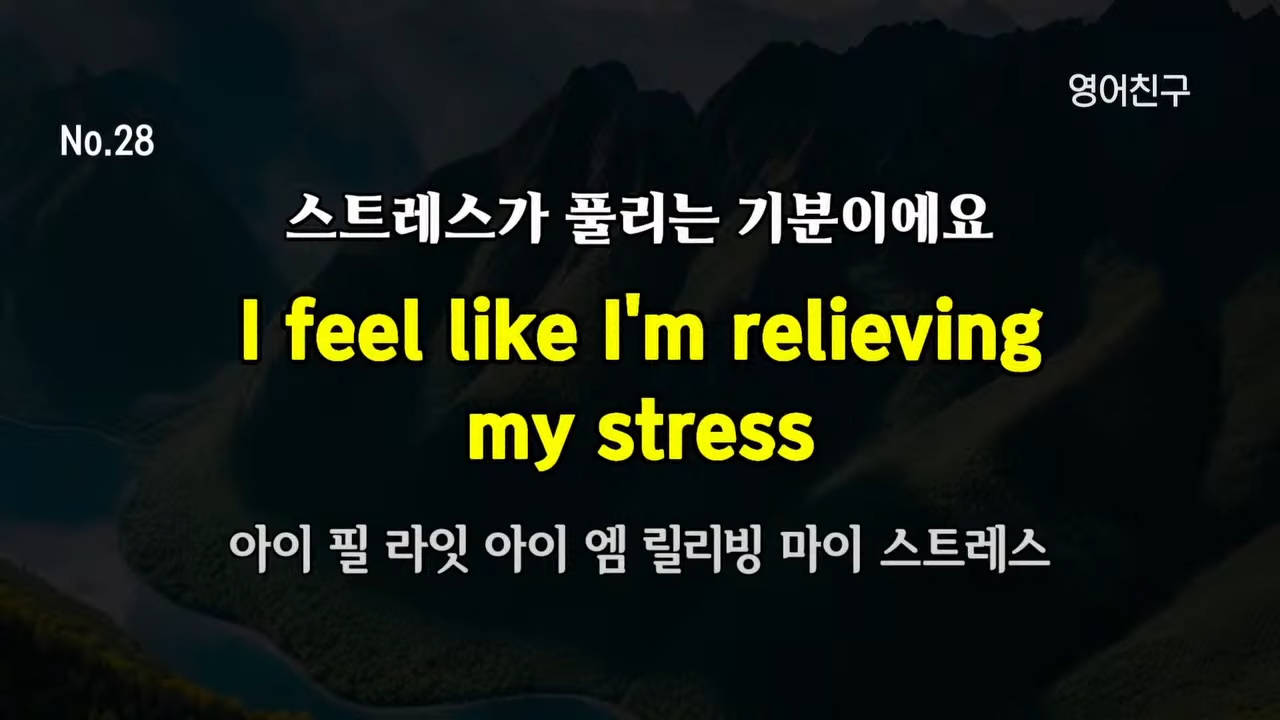 영어친구
No.28
스트레스가 풀리는 기분이에요
I feel like I'm relieving
my stress
아이 필 라잇 아이 엠 릴리빙 마이 스트레스